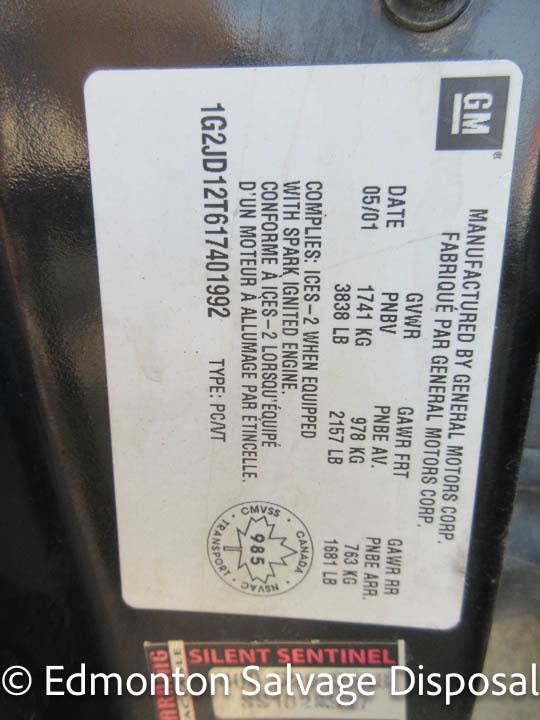 GM
MANUFACTURED BY GENERAL MOTORS CORP.
FABRIQUÉ PAR GENERAL MOTORS CORP.
DATE GVWR GAWR FRT GAWR RR
PNBV PNBE AV. PNBE ARR.
05/01 1741 KG 978 KG 763 KG
3838 LB 2157 LB 1681 LB
COMPLIES: ICES-2 WHEN EQUIPPED
WITH SPARK IGNITED ENGINE.
CONFORME À ICES-2 LORSQU'ÉQUIPÉ
D'UN MOTEUR À ALLUMAGE PAR ÉTINCELLE.
1G2JD12T617401992 TYPE: PC/VT
CANADA · CMVSS · TRANSPORT · NSVAC ·
985
SILENT SENTINEL
© Edmonton Salvage Disposal